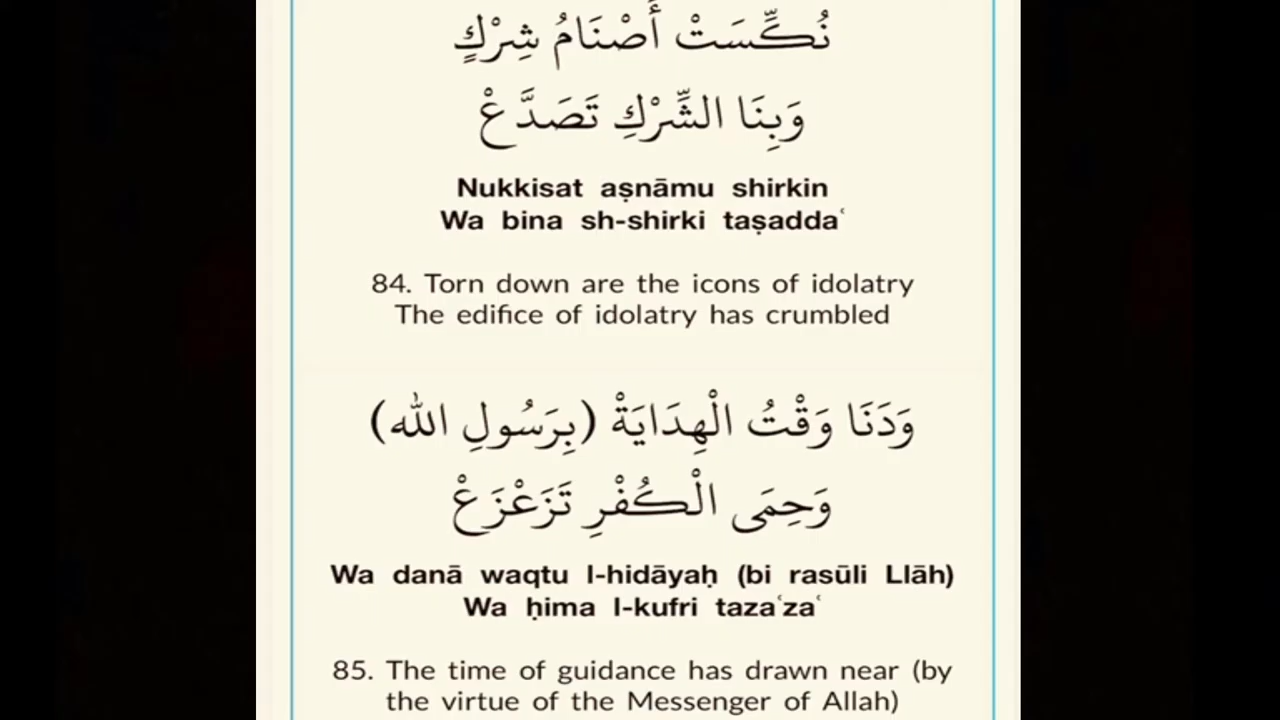 نُكِّسَتْ أَصْنَامُ شِرْكٍ
وَبِنَا الشِّرْكِ تَصَدَّعْ
Nukkisat aṣnāmu shirkin
Wa bina sh-shirki taṣaddaʿ
84. Torn down are the icons of idolatry
The edifice of idolatry has crumbled
وَدَنَا وَقْتُ الْهِدَايَةْ (بِرَسُولِ اللّٰه)
وَحِمَى الْكُفْرِ تَزَعْزَعْ
Wa danā waqtu l-hidāyaḥ (bi rasūli Llāh)
Wa ḥima l-kufri tazaʿzaʿ
85. The time of guidance has drawn near (by
the virtue of the Messenger of Allah)